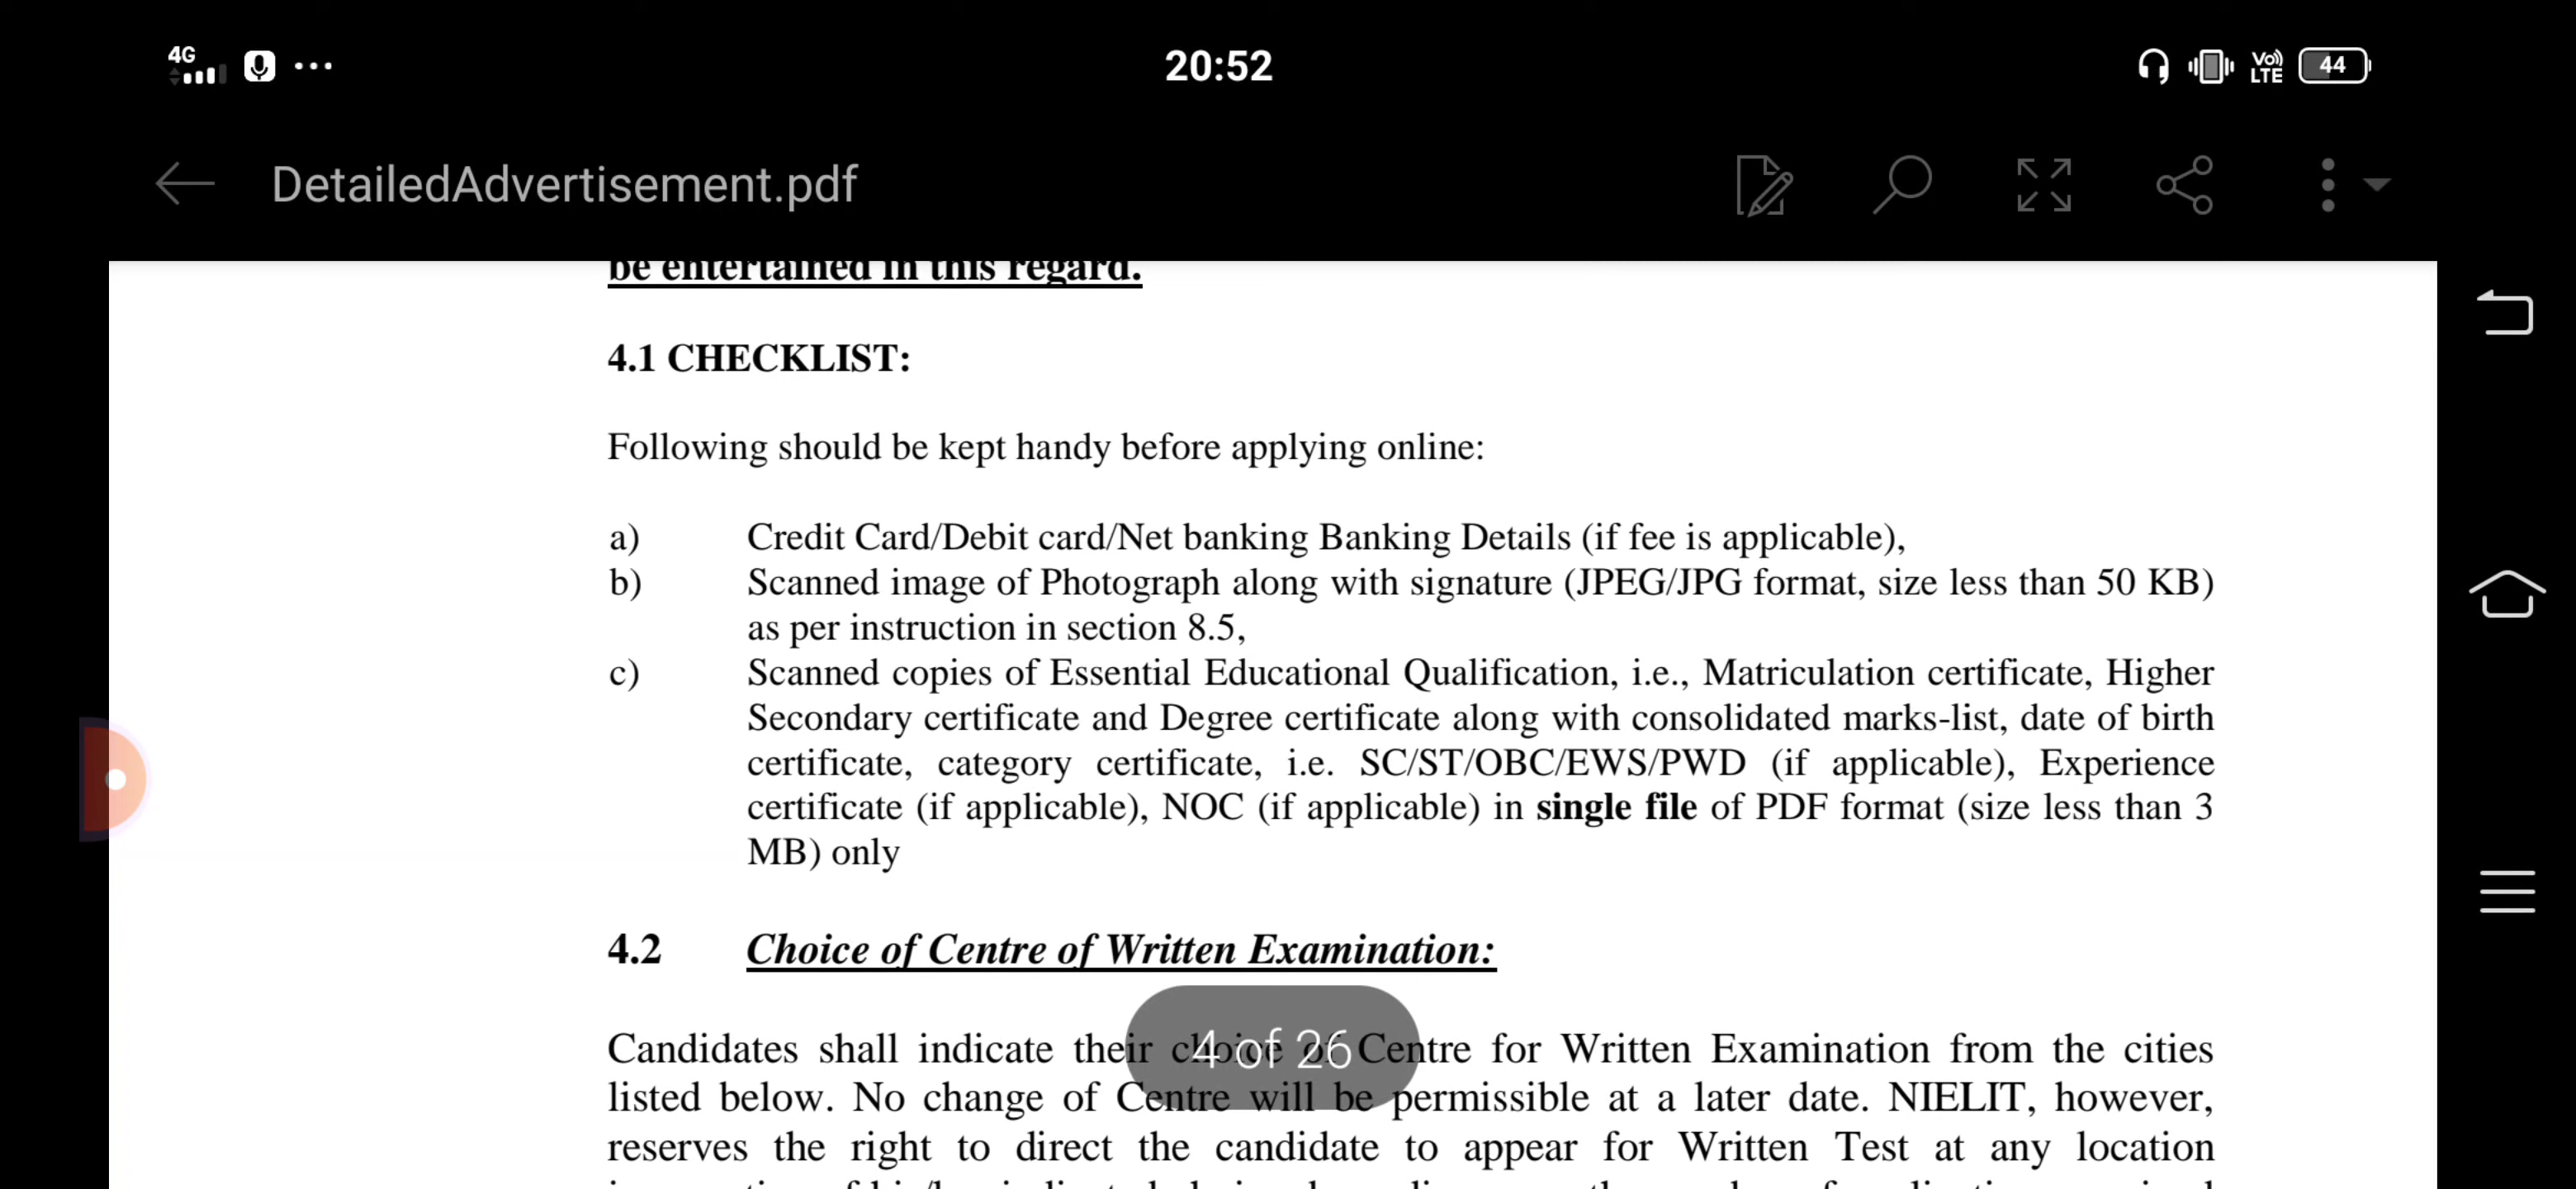 4G
20:52
Vo))
LTE
44
DetailedAdvertisement.pdf
be entertained in this regard.
4.1 CHECKLIST:
Following should be kept handy before applying online:
a) Credit Card/Debit card/Net banking Banking Details (if fee is applicable),
b) Scanned image of Photograph along with signature (JPEG/JPG format, size less than 50 KB)
as per instruction in section 8.5,
c) Scanned copies of Essential Educational Qualification, i.e., Matriculation certificate, Higher
Secondary certificate and Degree certificate along with consolidated marks-list, date of birth
certificate, category certificate, i.e. SC/ST/OBC/EWS/PWD (if applicable), Experience
certificate (if applicable), NOC (if applicable) in single file of PDF format (size less than 3
MB) only
4.2 Choice of Centre of Written Examination:
4 of 26
Candidates shall indicate their choice of Centre for Written Examination from the cities
listed below. No change of Centre will be permissible at a later date. NIELIT, however,
reserves the right to direct the candidate to appear for Written Test at any location